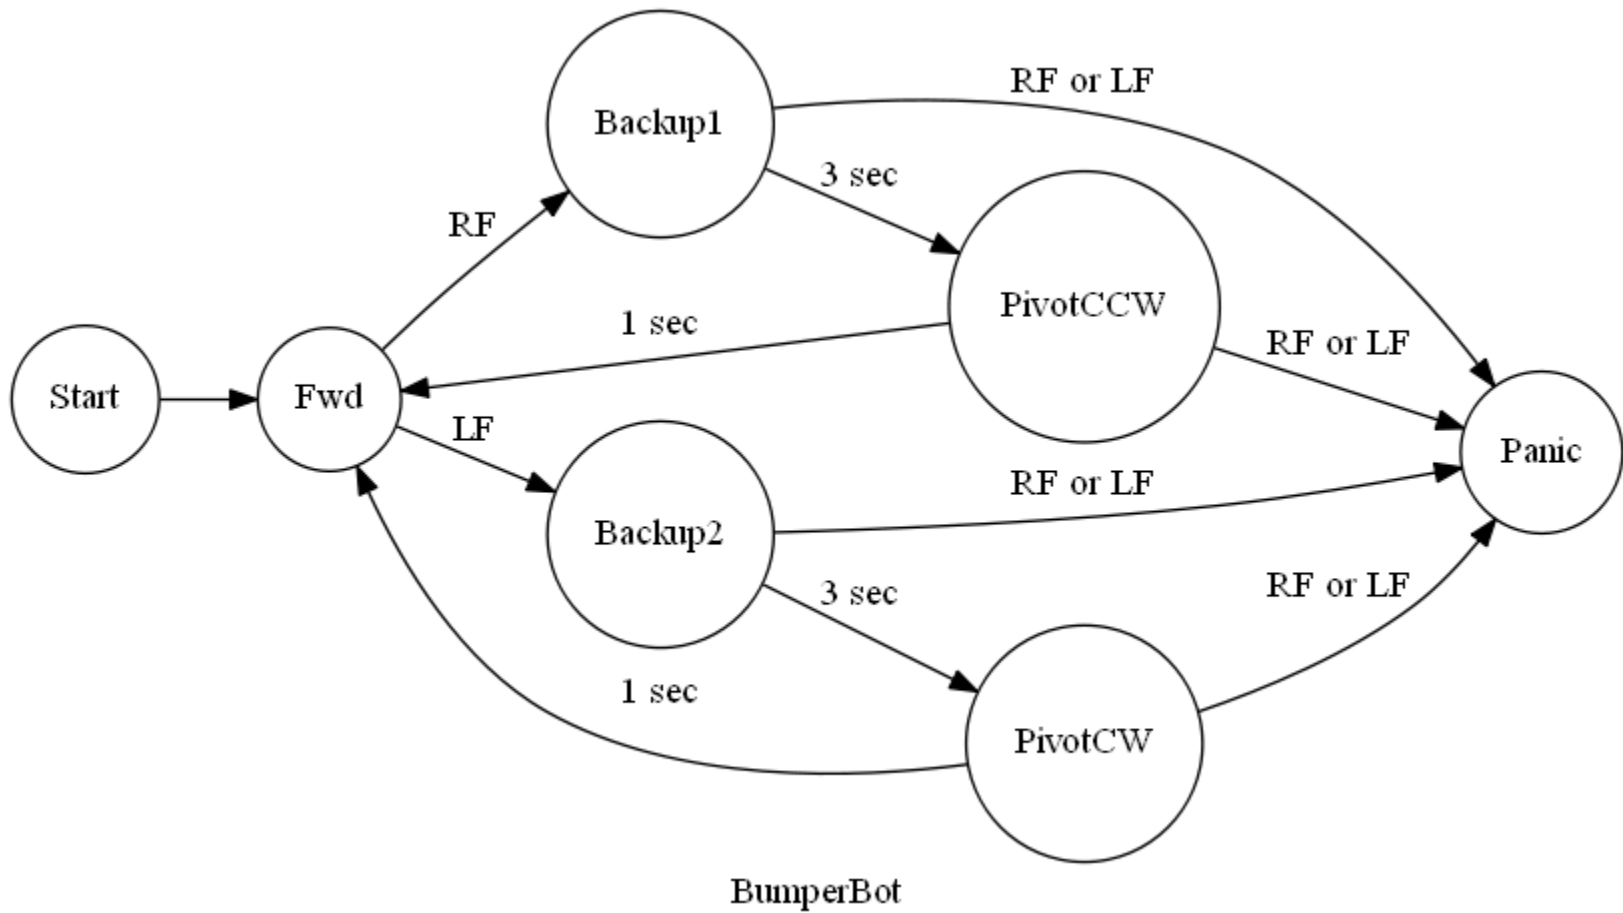 Backup1
RF or LF
3 sec
RF
PivotCCW
1 sec
RF or LF
Start
Fwd
LF
Panic
RF or LF
Backup2
3 sec
RF or LF
1 sec
PivotCW
BumperBot